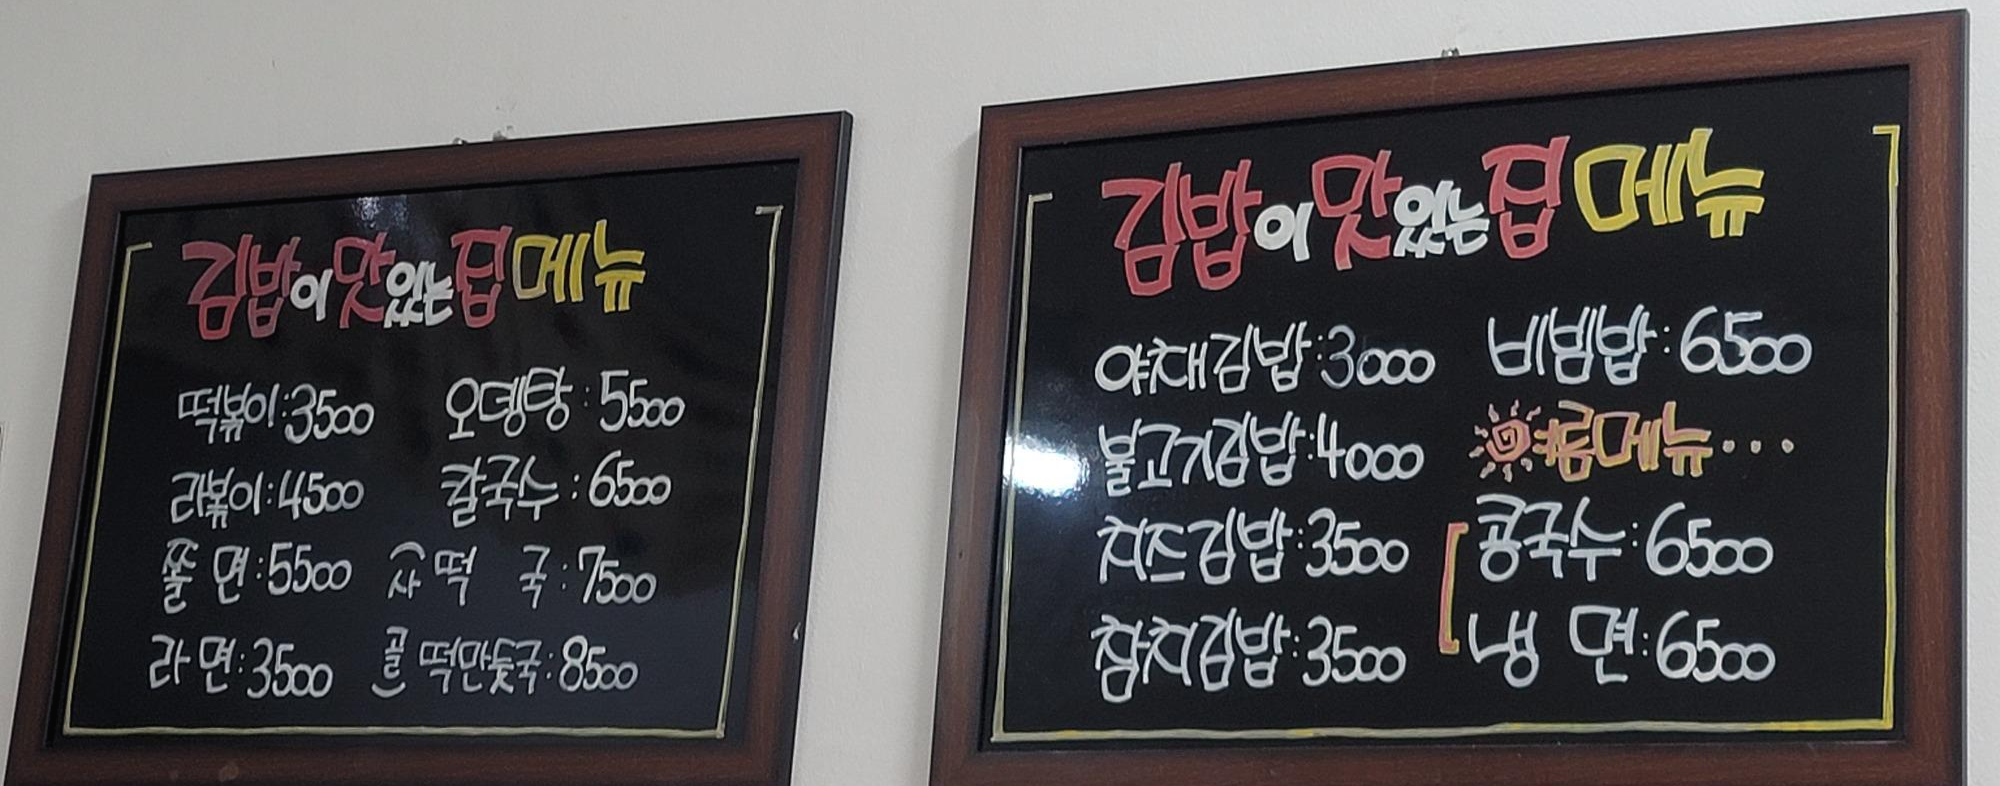 김밥이 맛있는 집 메뉴
떡볶이:3500 오뎅탕:5500
라볶이:4500 칼국수:6500
쫄 면:5500 (사골) 떡 국:7500
라 면:3500 떡만둣국:8500
김밥이 맛있는 집 메뉴
야채김밥:3000 비빔밥:6500
불고기김밥:4000 여름메뉴...
치즈김밥:3500 콩국수:6500
참치김밥:3500 냉 면:6500